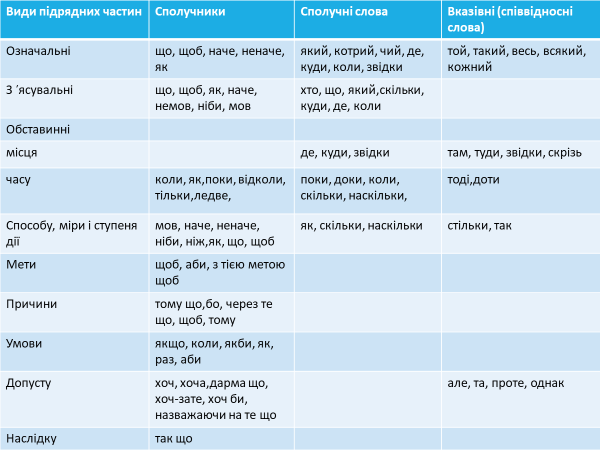 Види підрядних частин Сполучники Сполучні слова Вказівні (співвідносні
слова)
Означальні що, щоб, наче, неначе, який, котрий, чий, де, той, такий, весь, всякий,
як куди, коли, звідки кожний
З ´ясувальні що, щоб, як, наче, хто, що, який,скільки,
немов, ніби, мов куди, де, коли
Обставинні
місця де, куди, звідки там, туди, звідки, скрізь
часу коли, як,поки, відколи, поки, доки, коли, тоді,доти
тільки,ледве, скільки, наскільки,
Способу, міри і ступеня мов, наче, неначе, як, скільки, наскільки стільки, так
дії ніби, ніж,як, що, щоб
Мети щоб, аби, з тією метою
щоб
Причини тому що,бо, через те
що, щоб, тому
Умови якщо, коли, якби, як,
раз, аби
Допусту хоч, хоча,дарма що, але, та, проте, однак
хоч-зате, хоч би,
назважаючи на те що
Наслідку так що